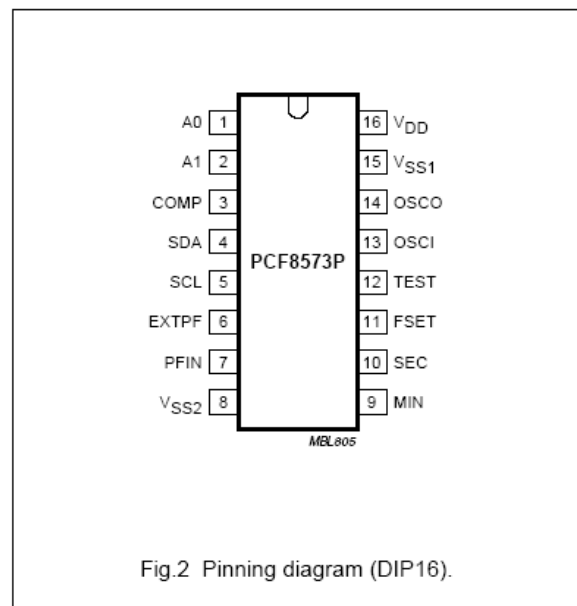 A0 1 16 VDD
A1 2 15 VSS1
COMP 3 14 OSCO
SDA 4 13 OSCI
PCF8573P
SCL 5 12 TEST
EXTPF 6 11 FSET
PFIN 7 10 SEC
VSS2 8 9 MIN
MBL805
Fig.2 Pinning diagram (DIP16).